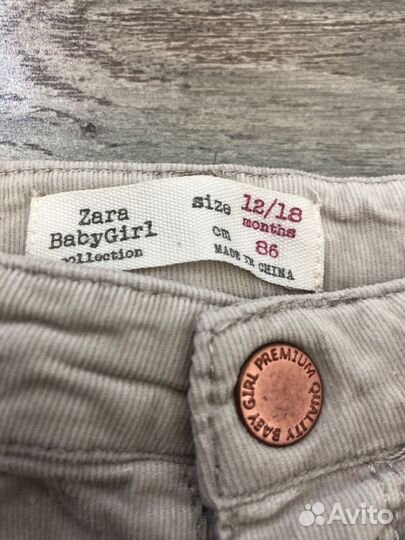 Zara
BabyGirl
collection
size 12/18
months
cm 86
MADE IN CHINA
BABY GIRL PREMIUM QUALITY
Avito